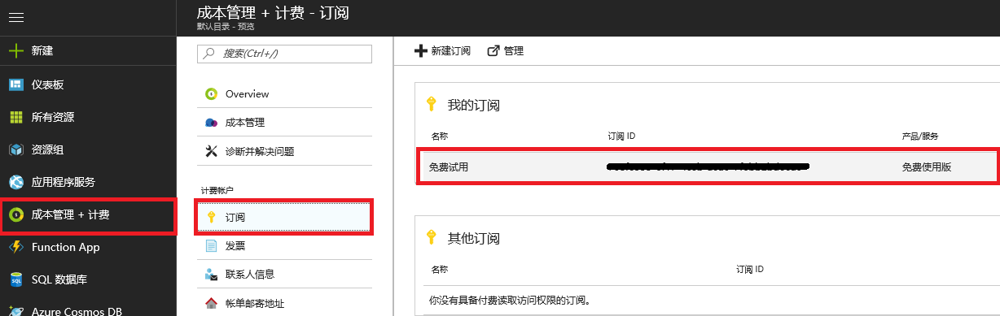 成本管理 + 计费 - 订阅
默认目录 - 预览
新建
仪表板
所有资源
资源组
应用程序服务
成本管理 + 计费
Function App
SQL 数据库
Azure Cosmos DB
搜索(Ctrl+/)
Overview
成本管理
诊断并解决问题
计费帐户
订阅
发票
联系人信息
帐单邮寄地址
新建订阅 管理
我的订阅
名称 订阅 ID 产品/服务
免费试用 免费使用版
其他订阅
名称 订阅 ID
你没有具备付费读取访问权限的订阅。